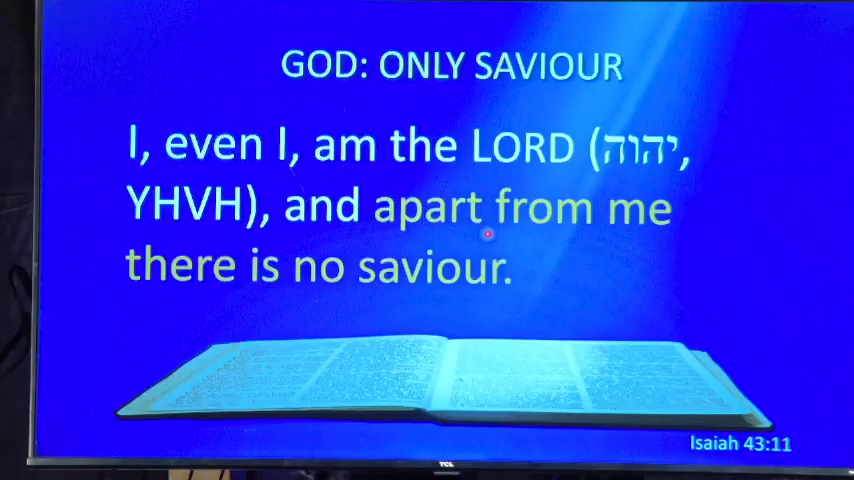 GOD: ONLY SAVIOUR
I, even I, am the LORD (יהוה,
YHVH), and apart from me
there is no saviour.
Isaiah 43:11
TCL